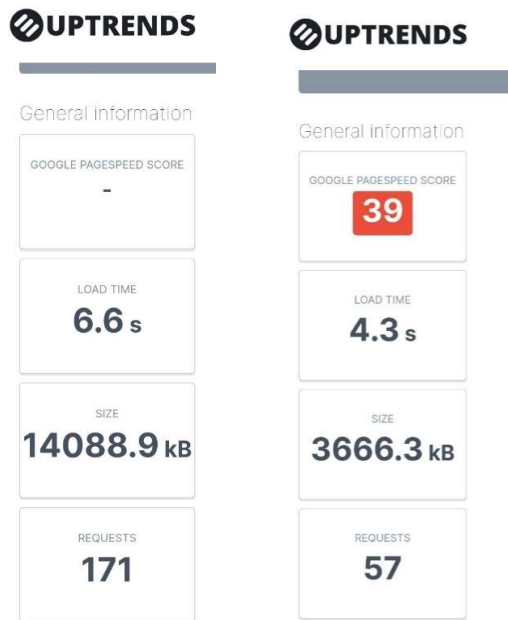 UPTRENDS
General information
GOOGLE PAGESPEED SCORE
-
LOAD TIME
6.6 s
SIZE
14088.9 kB
REQUESTS
171
UPTRENDS
General information
GOOGLE PAGESPEED SCORE
39
LOAD TIME
4.3 s
SIZE
3666.3 kB
REQUESTS
57